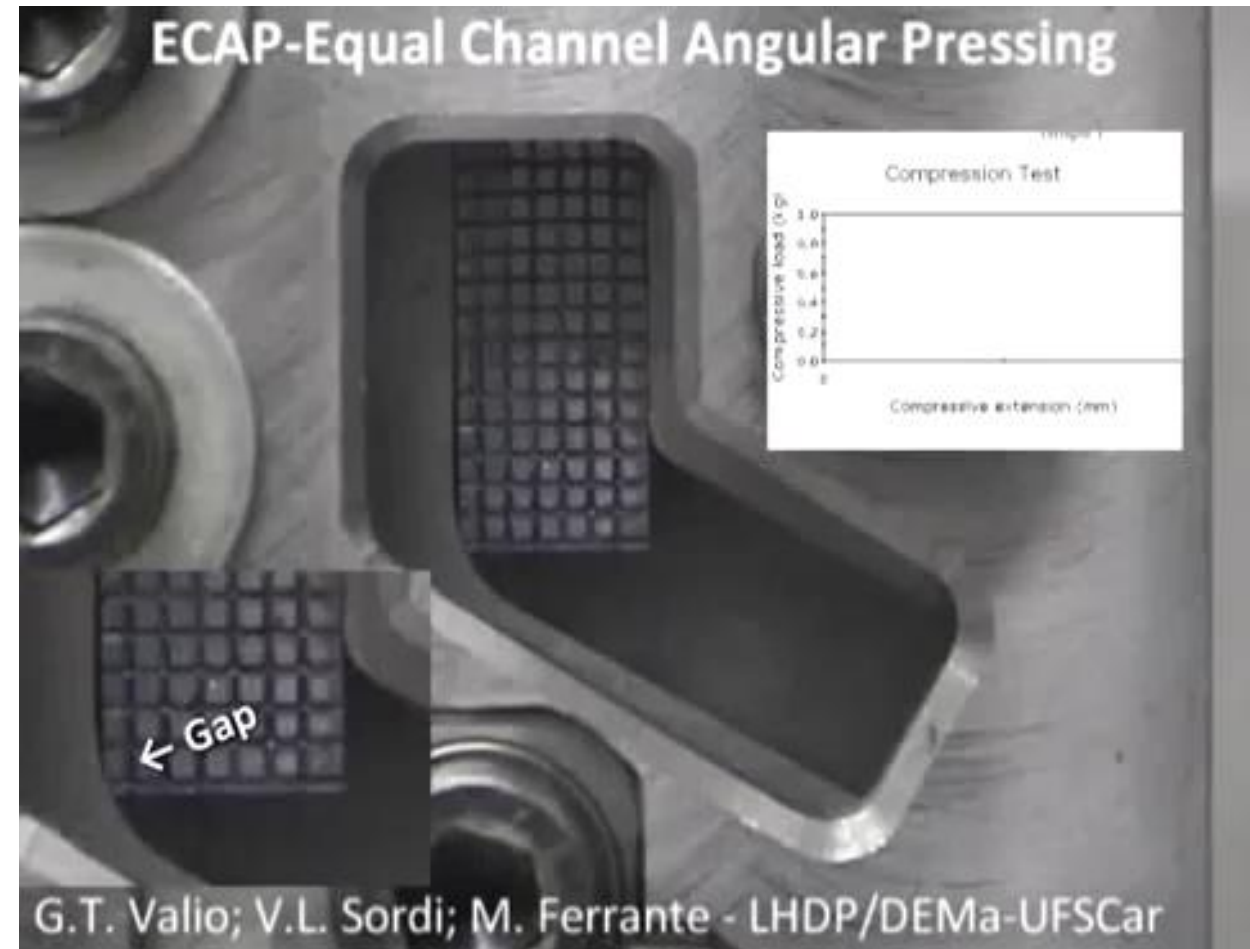 ECAP-Equal Channel Angular Pressing
Compression Test
Compressive load (Kg)
1.0
0.8
0.6
0.4
0.2
0.0
0
Compressive extension (mm)
← Gap
G.T. Valio; V.L. Sordi; M. Ferrante - LHDP/DEMa-UFSCar